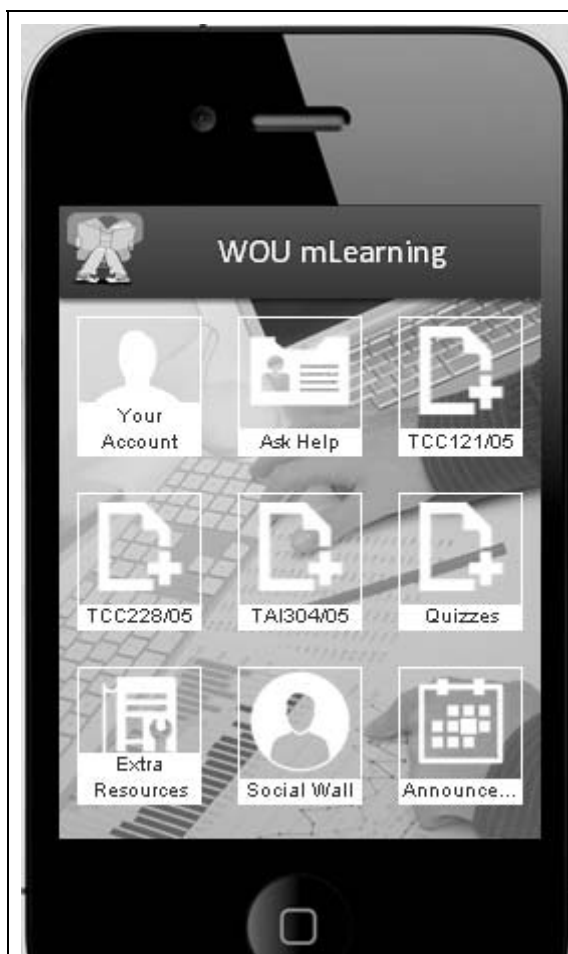 WOU mLearning
Your
Account
Ask Help
TCC121/05
TCC228/05
TAI304/05
Quizzes
Extra
Resources
Social Wall
Announce...